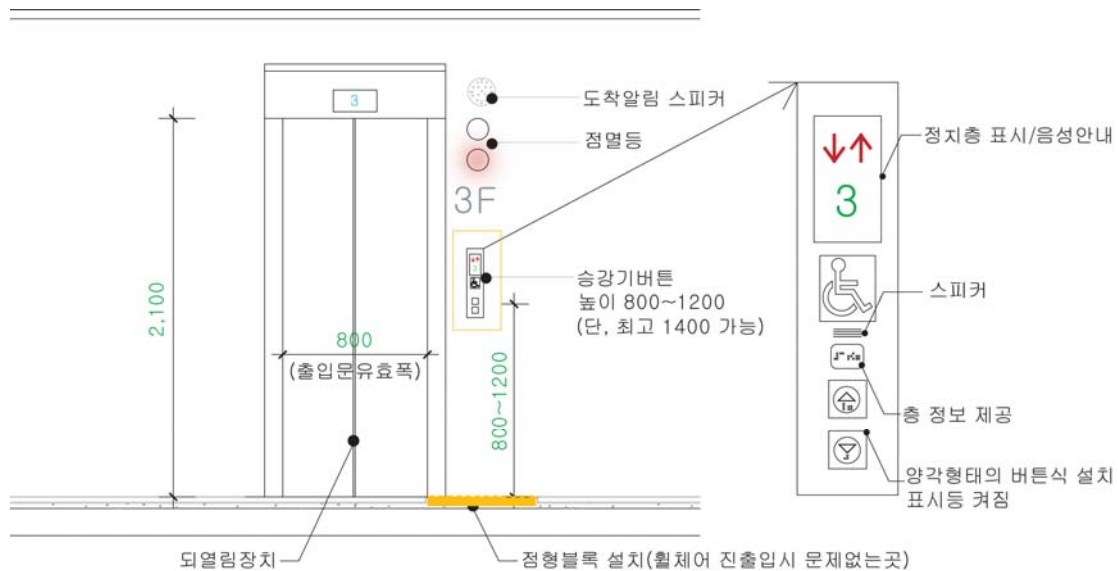 3
도착알림 스피커
점멸등
3F
승강기버튼
높이 800~1200
(단, 최고 1400 가능)
2,100
800
(출입문유효폭)
800~1200
되열림장치
점형블록 설치(휠체어 진출입시 문제없는곳)
3
정치층 표시/음성안내
스피커
층 정보 제공
양각형태의 버튼식 설치
표시등 켜짐